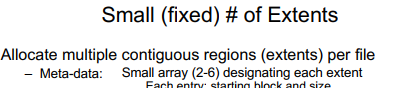 Small (fixed) # of Extents
Allocate multiple contiguous regions (extents) per file
– Meta-data: Small array (2-6) designating each extent
Each entry: starting block and size